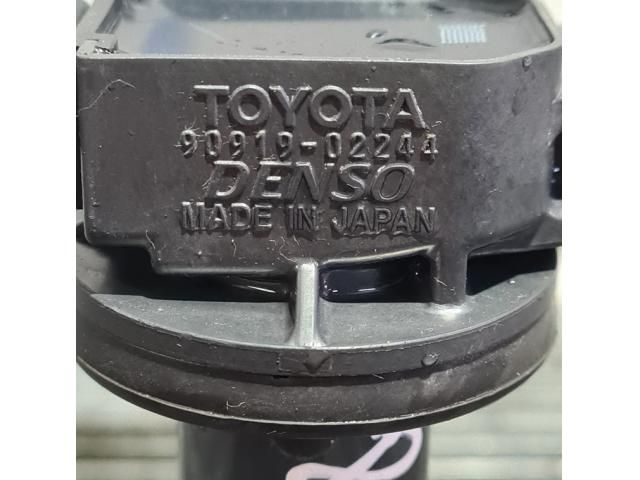 TOYOTA
90919-02244
DENSO
MADE IN JAPAN